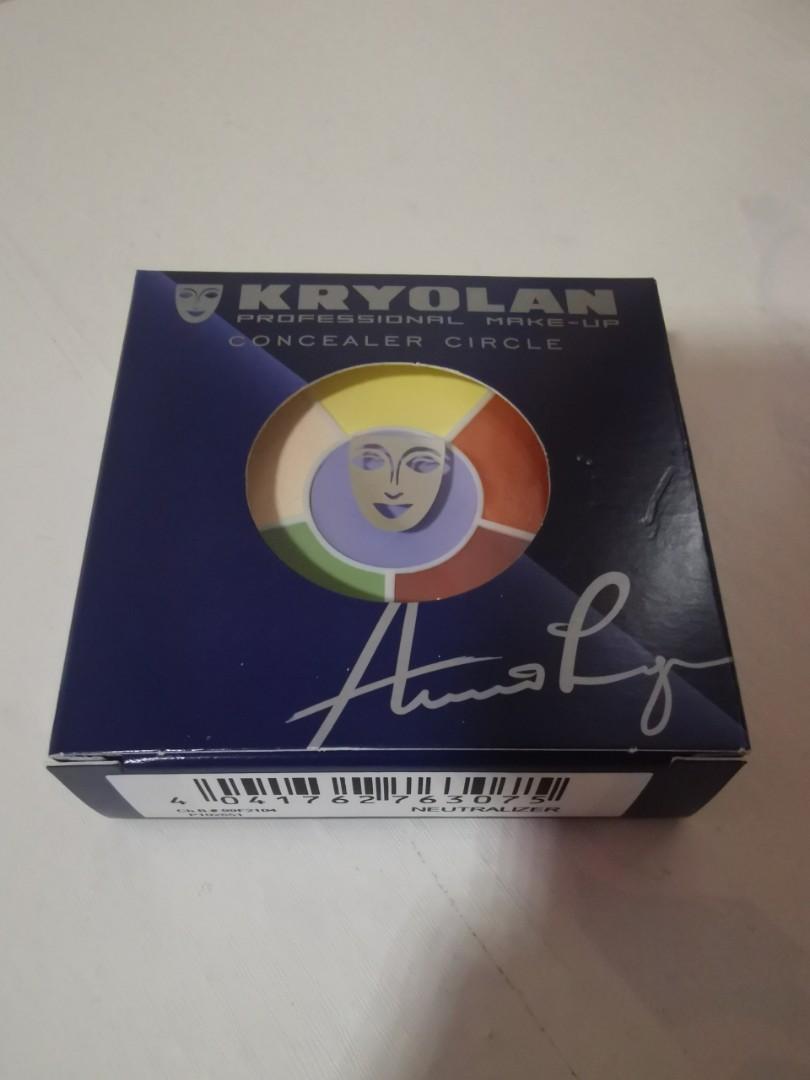 KRYOLAN
PROFESSIONAL MAKE-UP
CONCEALER CIRCLE
4 041762 763075
NEUTRALIZER